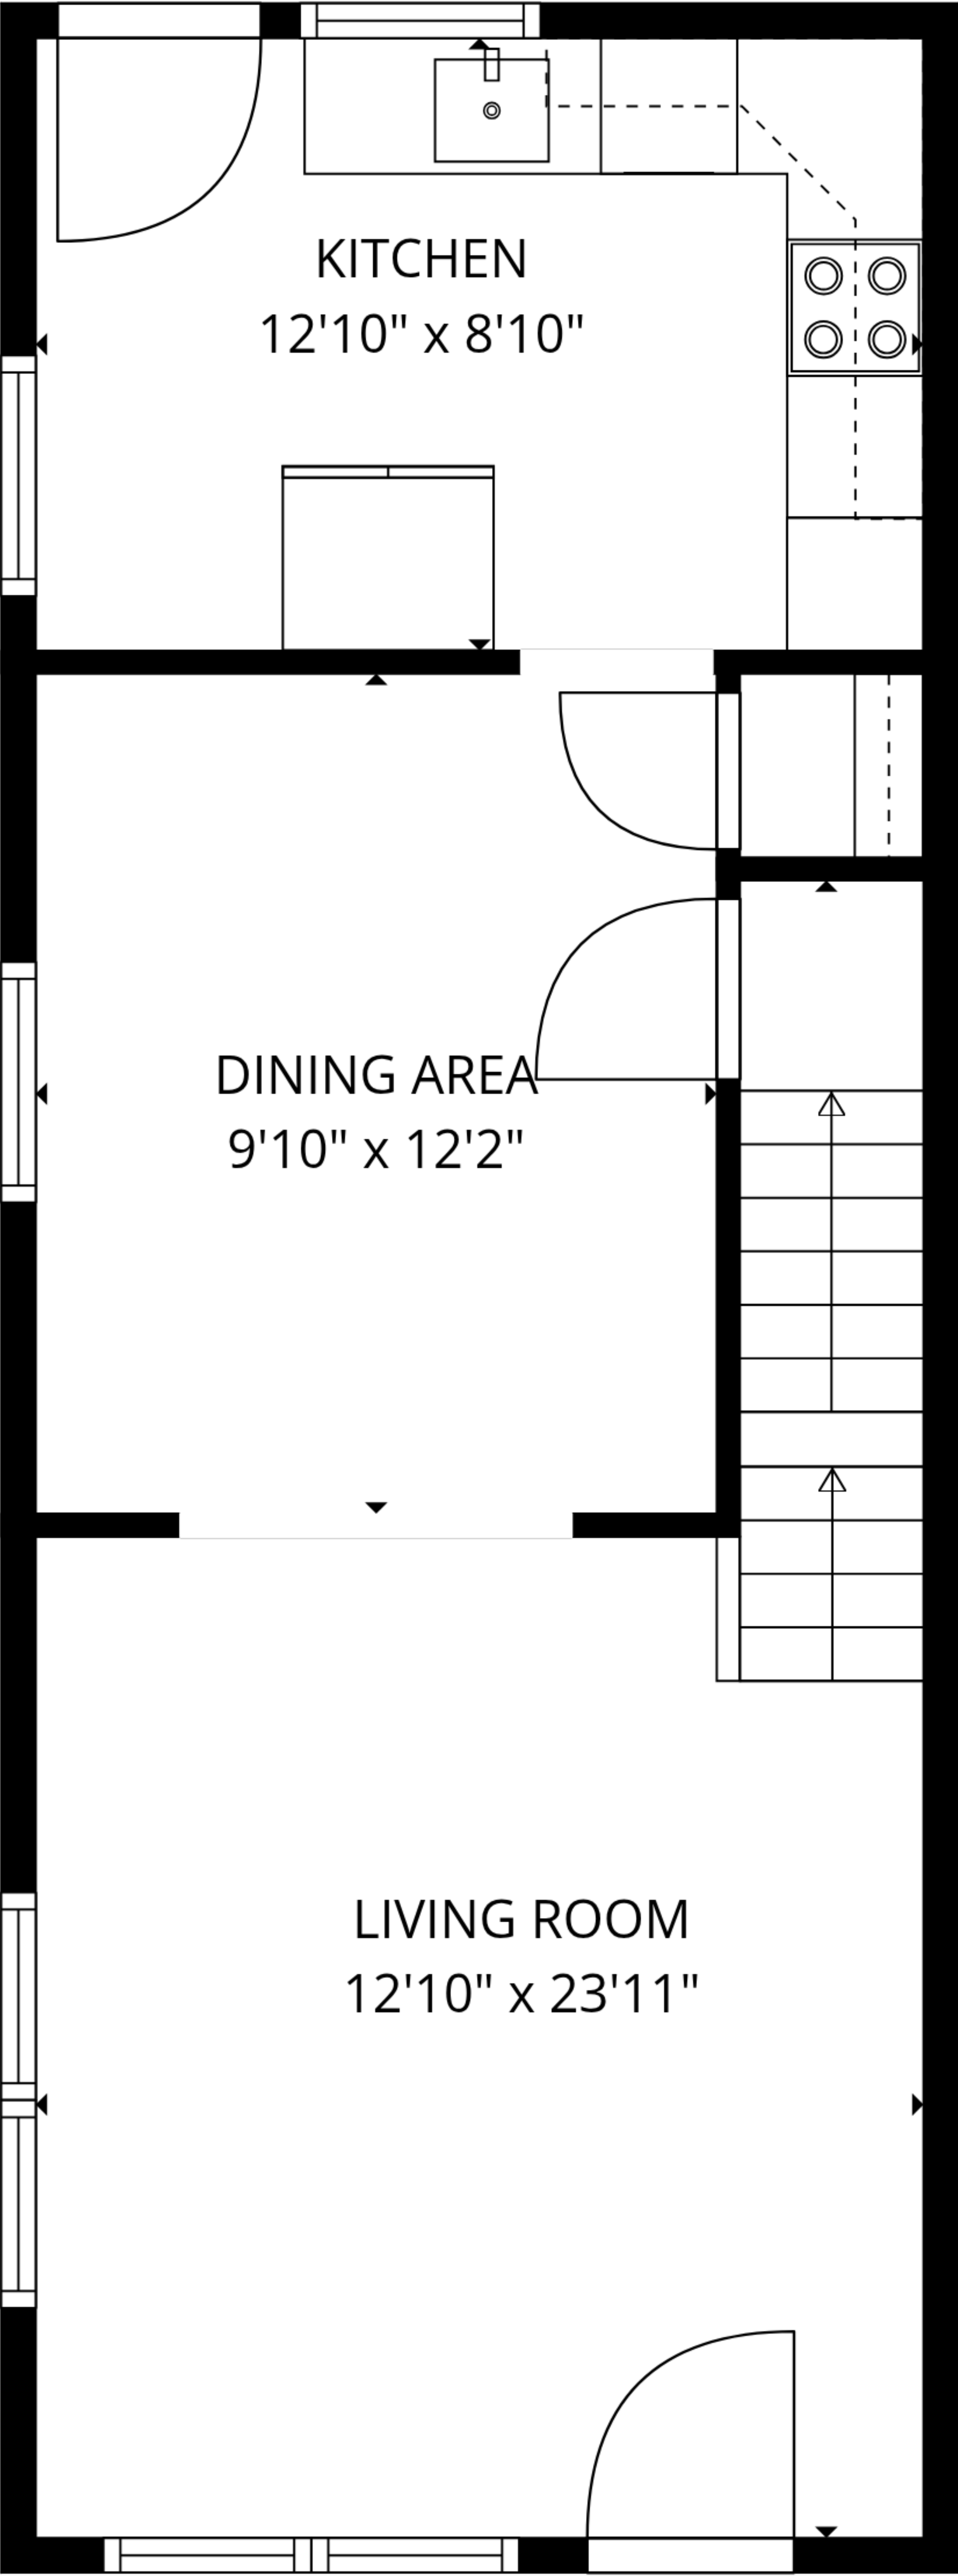 KITCHEN
12'10" x 8'10"
DINING AREA
9'10" x 12'2"
LIVING ROOM
12'10" x 23'11"